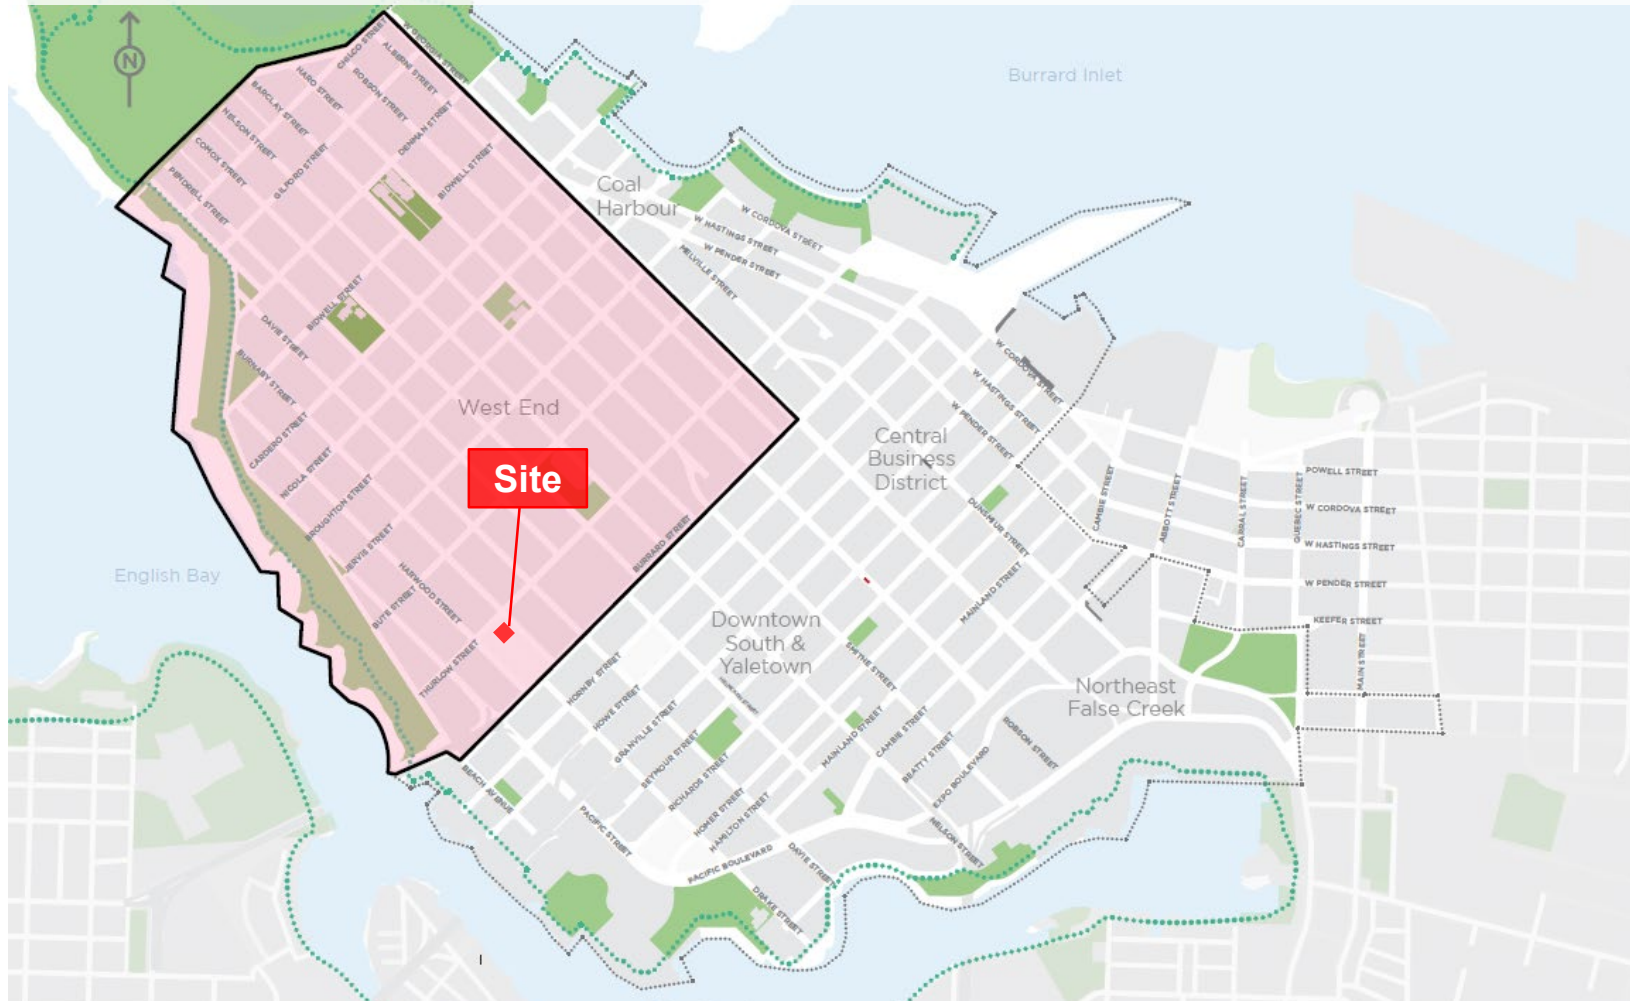 N
Burrard Inlet
W GEORGIA STREET
ALBERNI STREET
CHILCO STREET
ROBSON STREET
HARO STREET
BARCLAY STREET
NELSON STREET
COMOX STREET
PENDRELL STREET
GILFORD STREET
DENMAN STREET
BIDWELL STREET
Coal
Harbour
W CORDOVA STREET
W HASTINGS STREET
W PENDER STREET
MELVILLE STREET
BIDWELL STREET
DAVIE STREET
BURNABY STREET
West End
CARDERO STREET
NICOLA STREET
BROUGHTON STREET
JERVIS STREET
HARWOOD STREET
BUTE STREET
THURLOW STREET
BURRARD STREET
Site
English Bay
W CORDOVA STREET
W HASTINGS STREET
W PENDER STREET
Central
Business
District
DUNSMUIR STREET
CAMBIE STREET
ABBOTT STREET
CARRAL STREET
QUEBEC STREET
POWELL STREET
W CORDOVA STREET
W HASTINGS STREET
W PENDER STREET
KEEFER STREET
MAIN STREET
MAINLAND STREET
Downtown
South &
Yaletown
SMITHE STREET
Northeast
False Creek
HORNBY STREET
HOWE STREET
GRANVILLE STREET
SEYMOUR STREET
RICHARDS STREET
HOMER STREET
HAMILTON STREET
MAINLAND STREET
CAMBIE STREET
BEATTY STREET
EXPO BOULEVARD
ROBSON STREET
NELSON STREET
BEACH AVENUE
PACIFIC STREET
PACIFIC BOULEVARD
DAVIE STREET
DRAKE STREET